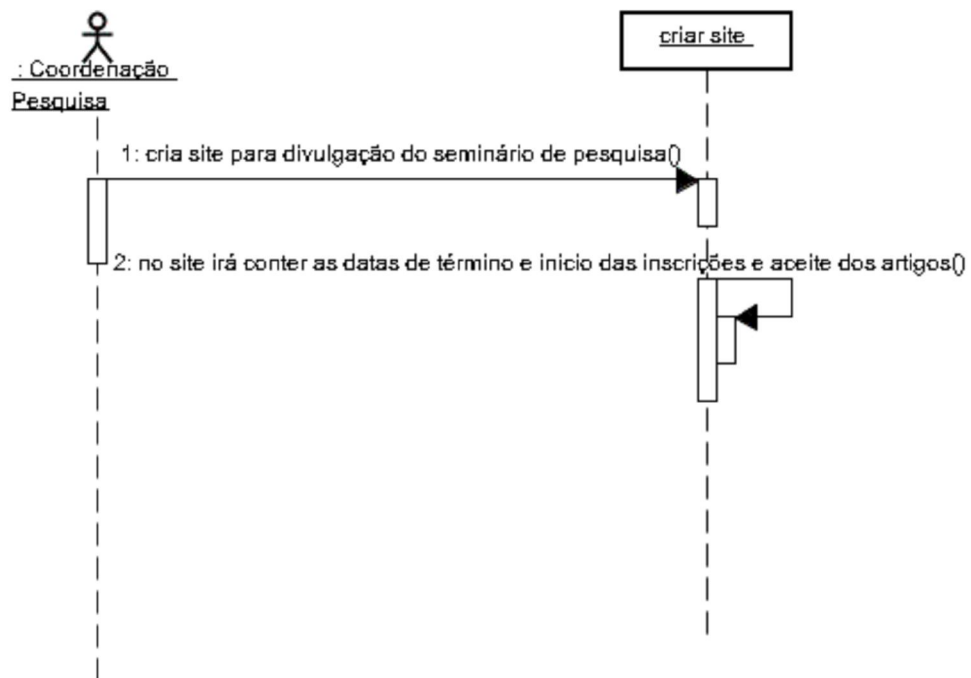 : Coordenação
Pesquisa
criar site
1: cria site para divulgação do seminário de pesquisa()
2: no site irá conter as datas de término e inicio das inscrições e aceite dos artigos()